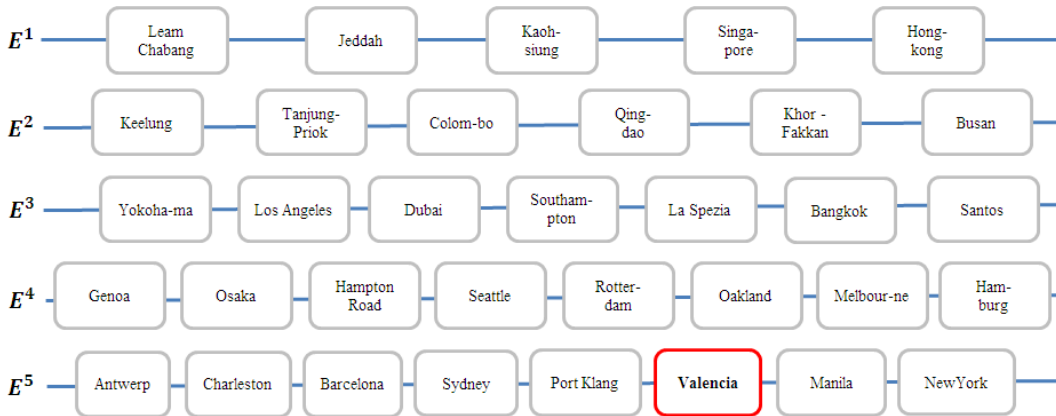 E¹
Leam
Chabang
Jeddah
Kaoh-
siung
Singa-
pore
Hong-
kong
E²
Keelung
Tanjung-
Priok
Colom-bo
Qing-
dao
Khor -
Fakkan
Busan
E³
Yokoha-ma
Los Angeles
Dubai
Southam-
pton
La Spezia
Bangkok
Santos
E⁴
Genoa
Osaka
Hampton
Road
Seattle
Rotter-
dam
Oakland
Melbour-ne
Ham-
burg
E⁵
Antwerp
Charleston
Barcelona
Sydney
Port Klang
Valencia
Manila
NewYork